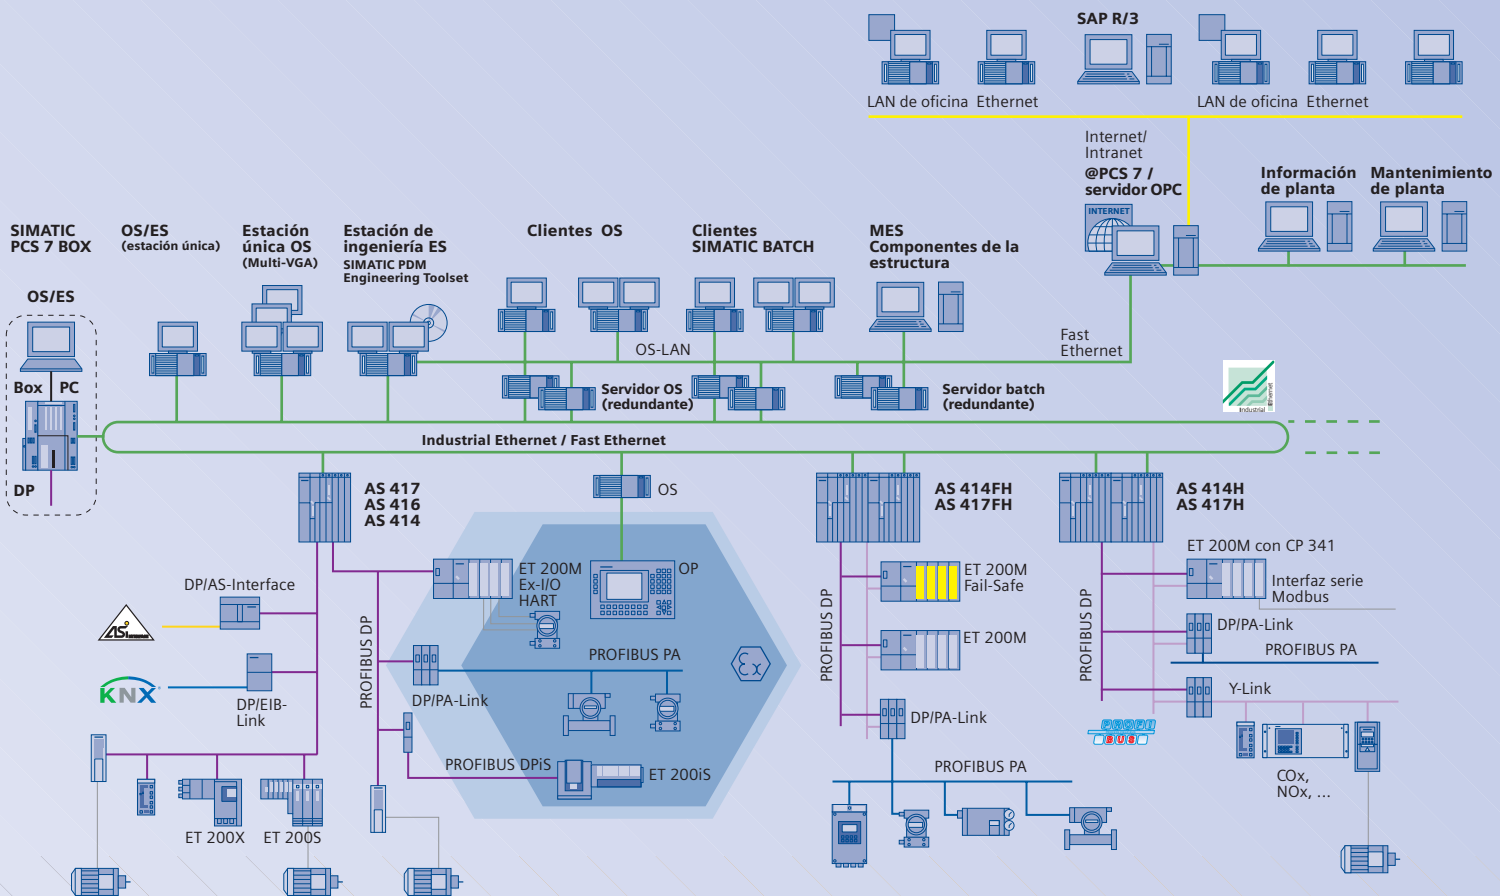 SAP R/3
LAN de oficina
Ethernet
LAN de oficina
Ethernet
Internet/
Intranet
@PCS 7 /
servidor OPC
INTERNET
Información
de planta
Mantenimiento
de planta
SIMATIC
PCS 7 BOX
OS/ES
(estación única)
Estación
única OS
(Multi-VGA)
Estación de
ingeniería ES
SIMATIC PDM
Engineering Toolset
Clientes OS
Clientes
SIMATIC BATCH
MES
Componentes de la
estructura
OS/ES
Box PC
DP
OS-LAN
Fast
Ethernet
Servidor OS
(redundante)
Servidor batch
(redundante)
Industrial
Ethernet
Industrial Ethernet / Fast Ethernet
AS 417
AS 416
AS 414
OS
AS 414FH
AS 417FH
AS 414H
AS 417H
DP/AS-Interface
ASi
INTERFACE
KNX
DP/EIB-
Link
PROFIBUS DP
ET 200M
Ex-I/O
HART
OP
PROFIBUS PA
DP/PA-Link
εx
PROFIBUS DPiS
ET 200iS
ET 200X
ET 200S
PROFIBUS DP
ET 200M
Fail-Safe
ET 200M
DP/PA-Link
PROFIBUS PA
PROFIBUS DP
ET 200M con CP 341
Interfaz serie
Modbus
DP/PA-Link
PROFIBUS PA
Y-Link
PROFI
BUS
COx,
NOx, ...